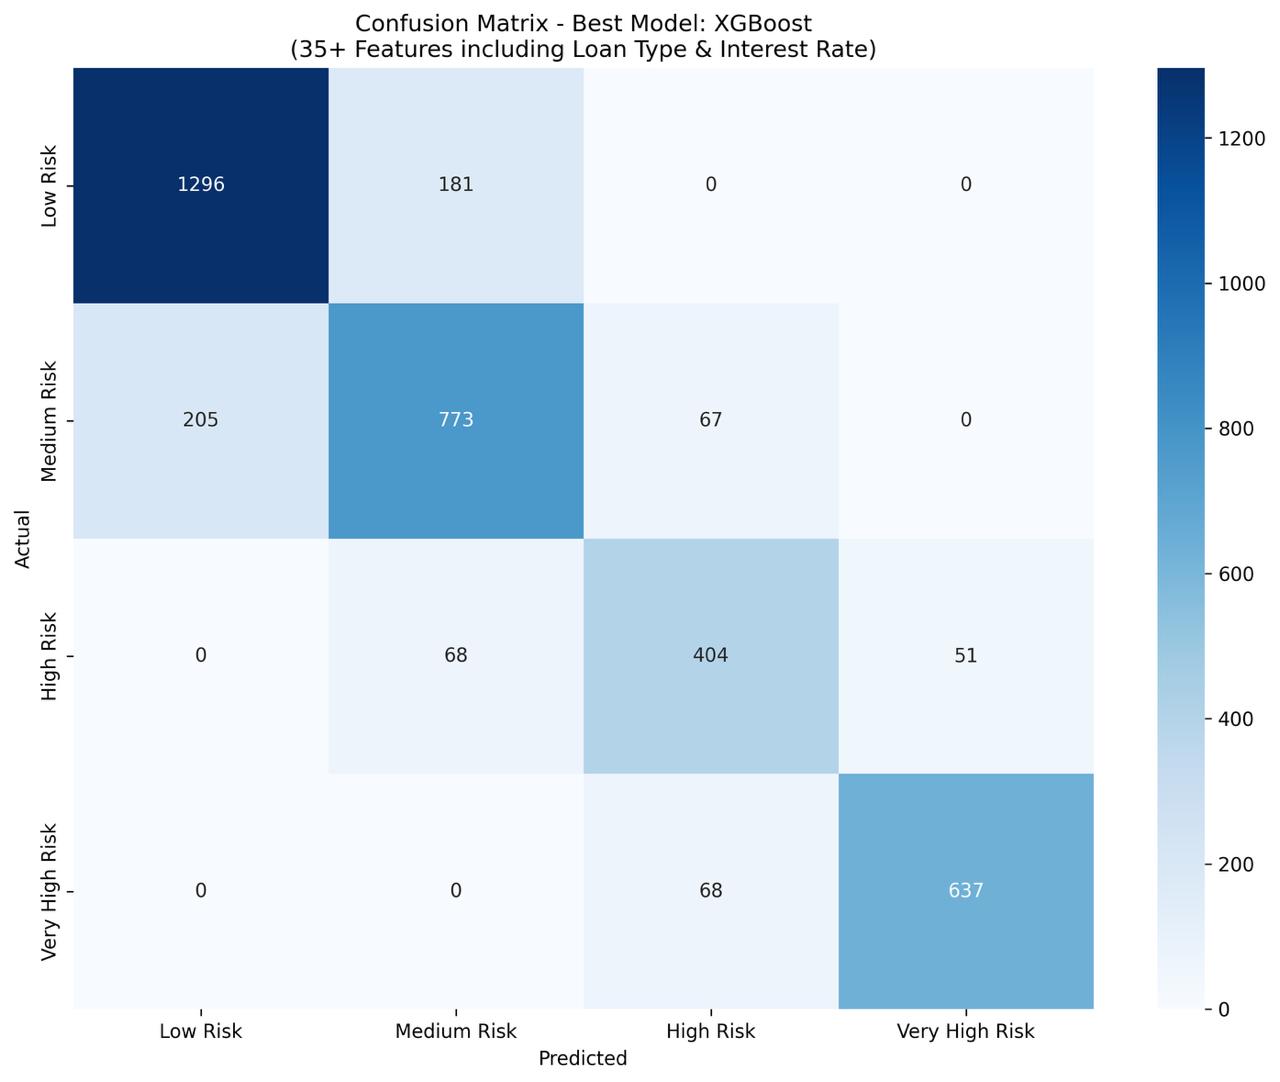 Confusion Matrix - Best Model: XGBoost
(35+ Features including Loan Type & Interest Rate)
Actual
Low Risk
1296 181 0 0
Medium Risk
205 773 67 0
High Risk
0 68 404 51
Very High Risk
0 0 68 637
Low Risk Medium Risk High Risk Very High Risk
Predicted
1200
1000
800
600
400
200
0